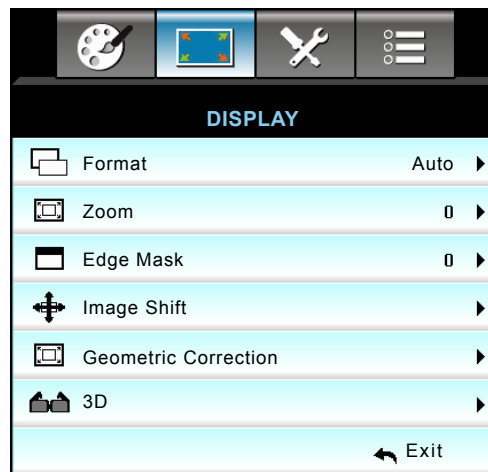 DISPLAY
Format Auto
Zoom 0
Edge Mask 0
Image Shift
Geometric Correction
3D
Exit